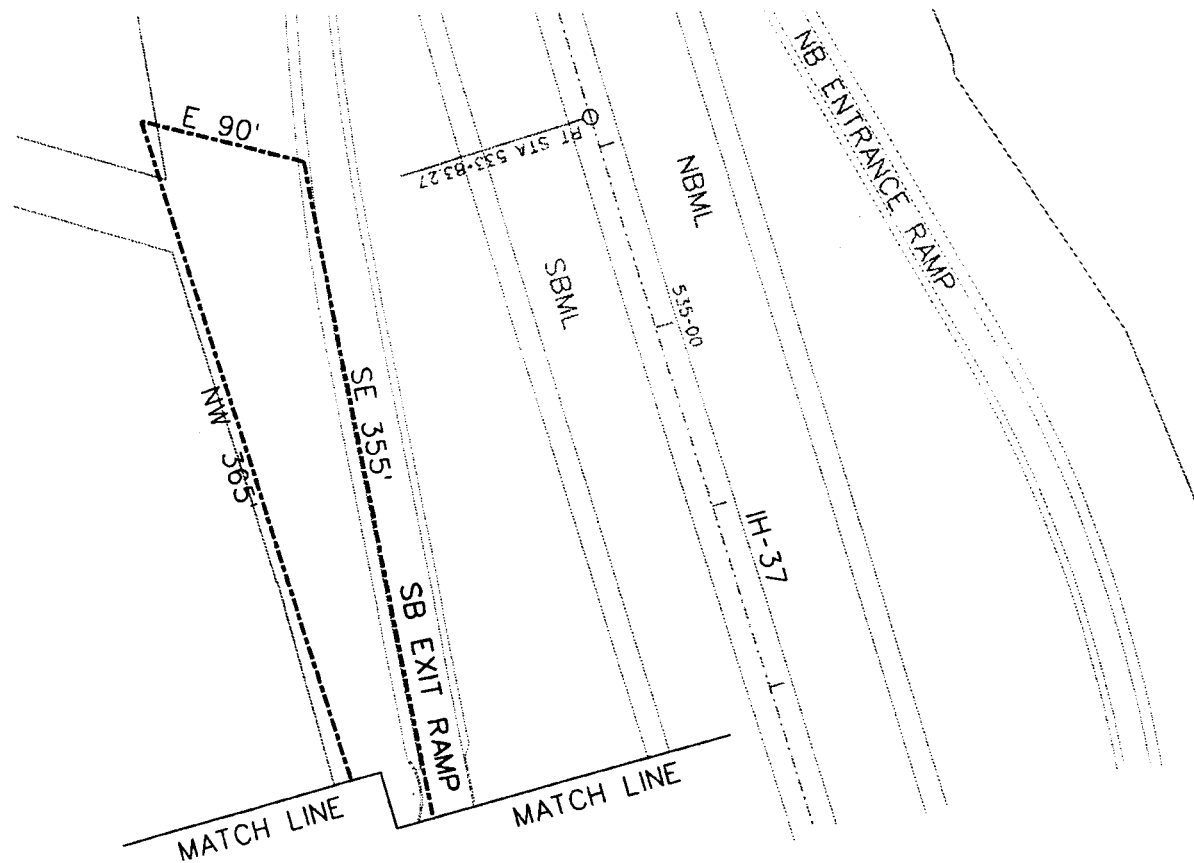 E 90'
RT STA 533+83.27
NBML
NB ENTRANCE RAMP
SBML
535+00
NW 365'
SE 355'
IH-37
SB EXIT RAMP
MATCH LINE
MATCH LINE